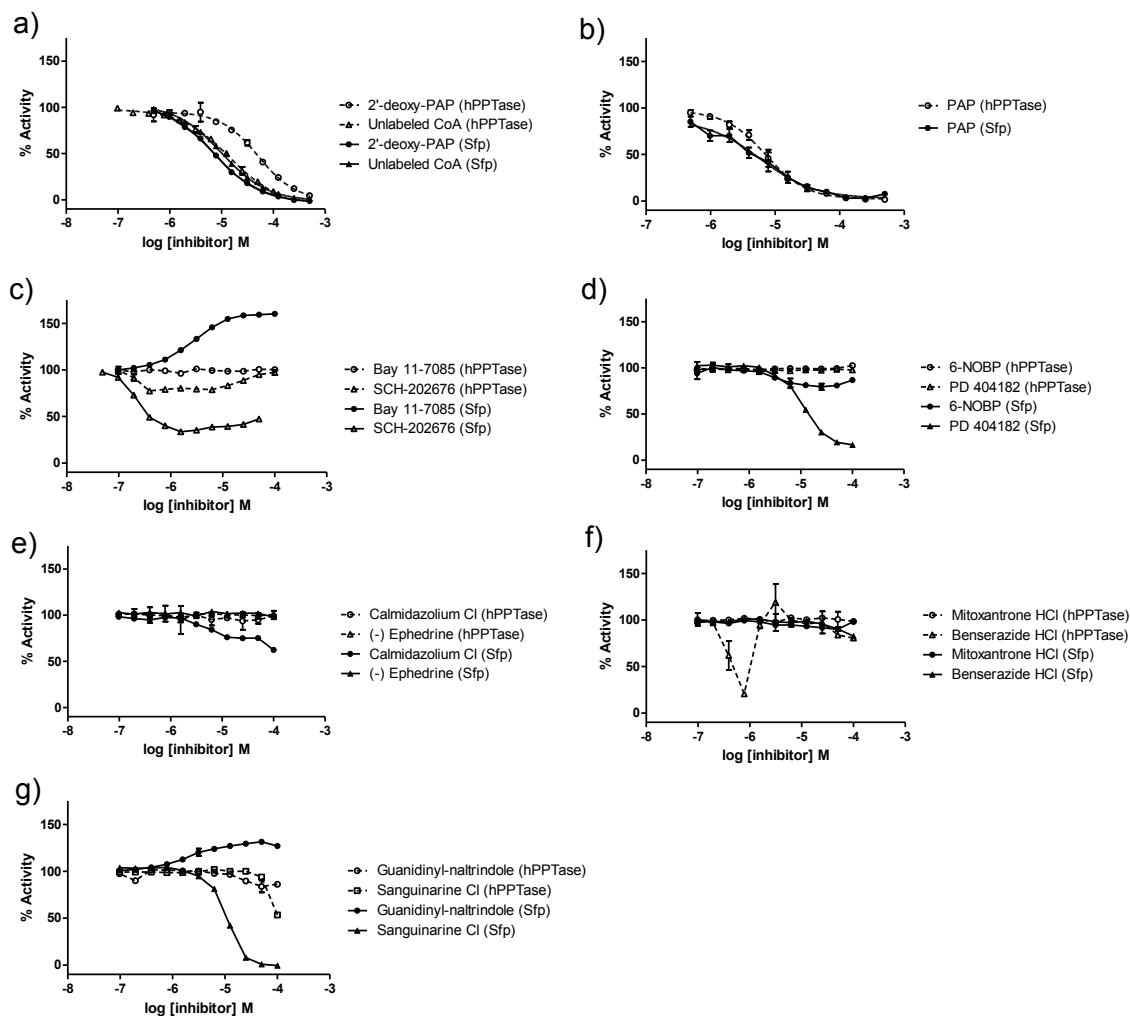 a)
150
100
50
0
% Activity
-8
-7
-6
-5
-4
-3
log [inhibitor] M
2'-deoxy-PAP (hPPTase)
Unlabeled CoA (hPPTase)
2'-deoxy-PAP (Sfp)
Unlabeled CoA (Sfp)
b)
150
100
50
0
% Activity
-7
-6
-5
-4
-3
log [inhibitor] M
PAP (hPPTase)
PAP (Sfp)
c)
150
100
50
0
% Activity
-8
-7
-6
-5
-4
-3
log [inhibitor] M
Bay 11-7085 (hPPTase)
SCH-202676 (hPPTase)
Bay 11-7085 (Sfp)
SCH-202676 (Sfp)
d)
150
100
50
0
% Activity
-8
-7
-6
-5
-4
-3
log [inhibitor] M
6-NOBP (hPPTase)
PD 404182 (hPPTase)
6-NOBP (Sfp)
PD 404182 (Sfp)
e)
150
100
50
0
% Activity
-8
-7
-6
-5
-4
-3
log [inhibitor] M
Calmidazolium Cl (hPPTase)
(-) Ephedrine (hPPTase)
Calmidazolium Cl (Sfp)
(-) Ephedrine (Sfp)
f)
150
100
50
0
% Activity
-8
-7
-6
-5
-4
-3
log [inhibitor] M
Mitoxantrone HCl (hPPTase)
Benserazide HCl (hPPTase)
Mitoxantrone HCl (Sfp)
Benserazide HCl (Sfp)
g)
150
100
50
0
% Activity
-8
-7
-6
-5
-4
-3
log [inhibitor] M
Guanidinyl-naltrindole (hPPTase)
Sanguinarine Cl (hPPTase)
Guanidinyl-naltrindole (Sfp)
Sanguinarine Cl (Sfp)